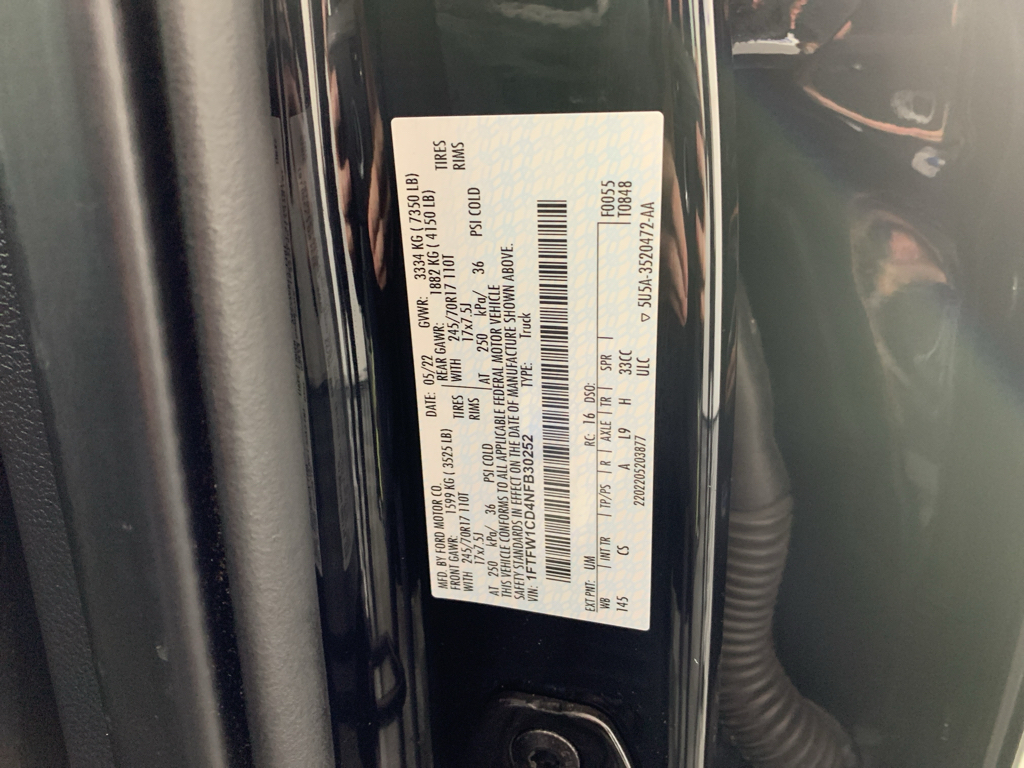 MFD. BY FORD MOTOR CO. DATE: 05/22 GVWR: 3334 KG ( 7350 LB)
FRONT GAWR: 1599 KG ( 3525 LB) REAR GAWR: 1882 KG ( 4150 LB)
WITH 245/70R17 110T TIRES WITH 245/70R17 110T TIRES
17x7.5J RIMS 17x7.5J RIMS
AT 250 kPa/ 36 PSI COLD AT 250 kPa/ 36 PSI COLD
THIS VEHICLE CONFORMS TO ALL APPLICABLE FEDERAL MOTOR VEHICLE
SAFETY STANDARDS IN EFFECT ON THE DATE OF MANUFACTURE SHOWN ABOVE.
VIN: 1FTFW1CD4NFB30252 TYPE: Truck
EXT PNT: UM RC: 16 DSO: F0055
WB INT TR TP/PS R AXLE TR SPR T0848
145 CS A L9 H 33CC
2202205203877 ULC ▽ 5U5A-3520472-AA